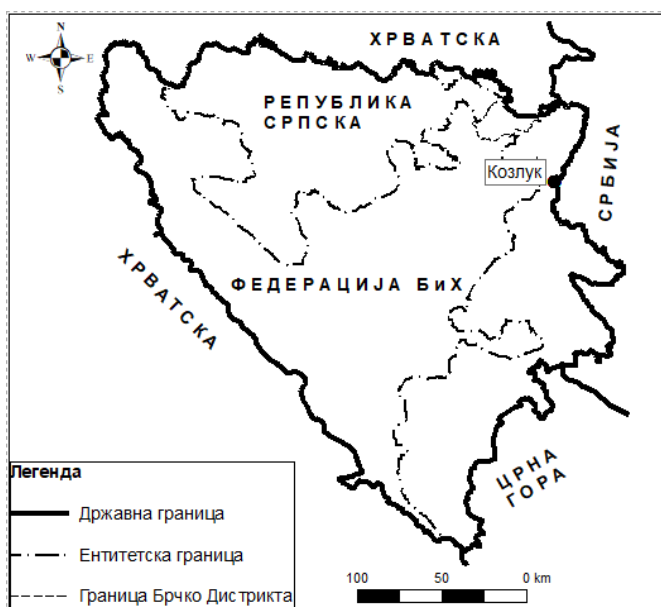 N
W E
S
ХРВАТСКА
РЕПУБЛИКА
СРПСКА
Козлук
СРБИЈА
ХРВАТСКА
ФЕДЕРАЦИЈА БиХ
ЦРНА
ГОРА
Легенда
Државна граница
Ентитетска граница
Граница Брчко Дистрикта
100 50 0 km